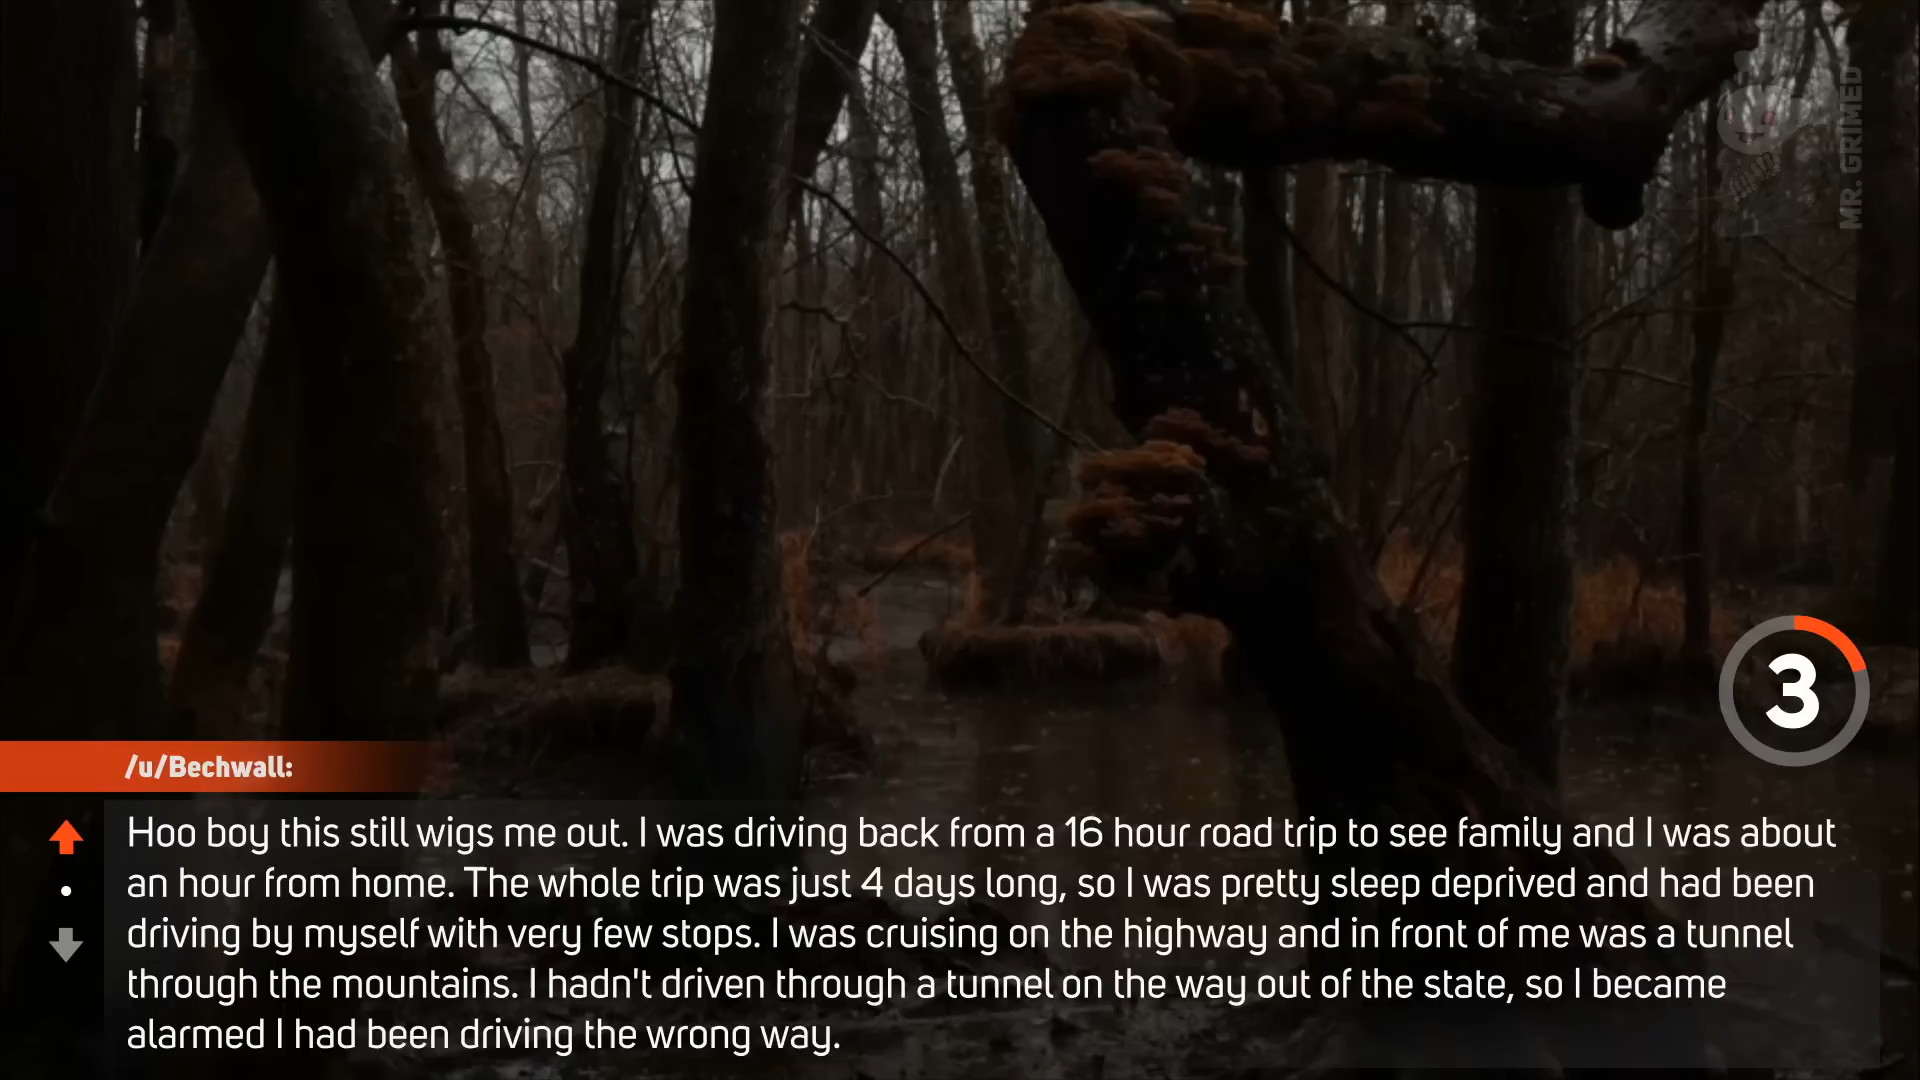 MR. GRIMED
3
/u/Bechwall:
Hoo boy this still wigs me out. I was driving back from a 16 hour road trip to see family and I was about
an hour from home. The whole trip was just 4 days long, so I was pretty sleep deprived and had been
driving by myself with very few stops. I was cruising on the highway and in front of me was a tunnel
through the mountains. I hadn't driven through a tunnel on the way out of the state, so I became
alarmed I had been driving the wrong way.